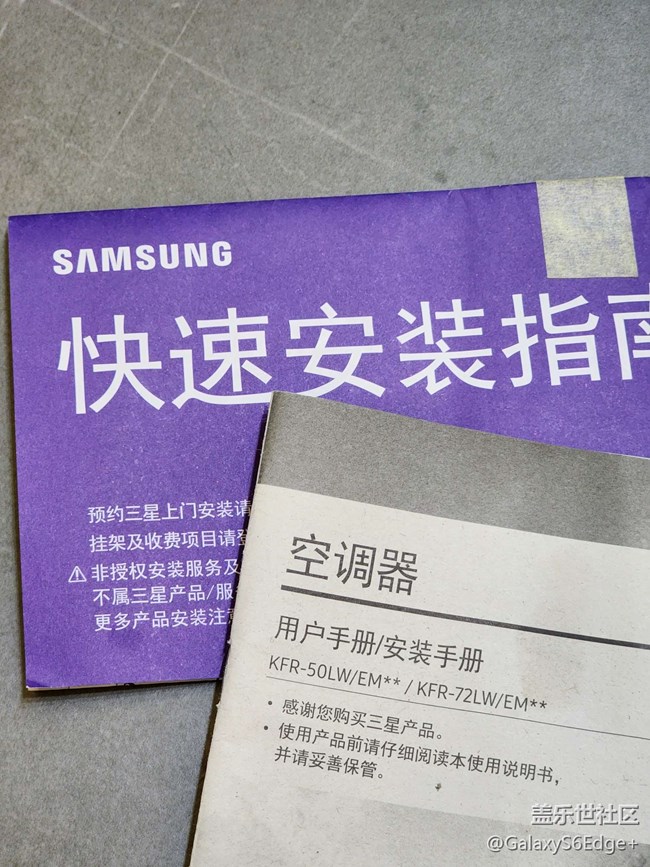 SAMSUNG
快速安装指南
预约三星上门安装请
挂架及收费项目请登
⚠非授权安装服务及
不属三星产品/服
更多产品安装注意
空调器
用户手册/安装手册
KFR-50LW/EM** / KFR-72LW/EM**
• 感谢您购买三星产品。
• 使用产品前请仔细阅读本使用说明书，
并请妥善保管。
盖乐世社区
@GalaxyS6Edge+